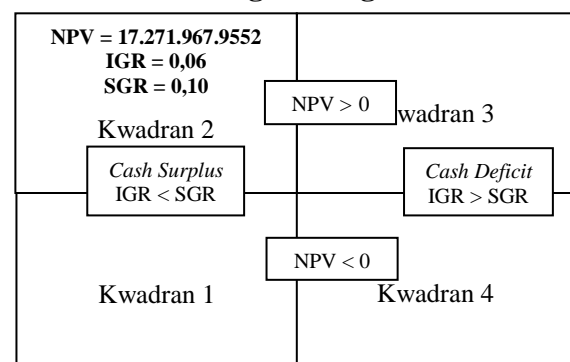 NPV = 17.271.967.9552
IGR = 0,06
SGR = 0,10
NPV > 0
wadran 3
Kwadran 2
Cash Surplus
IGR < SGR
Cash Deficit
IGR > SGR
NPV < 0
Kwadran 1
Kwadran 4